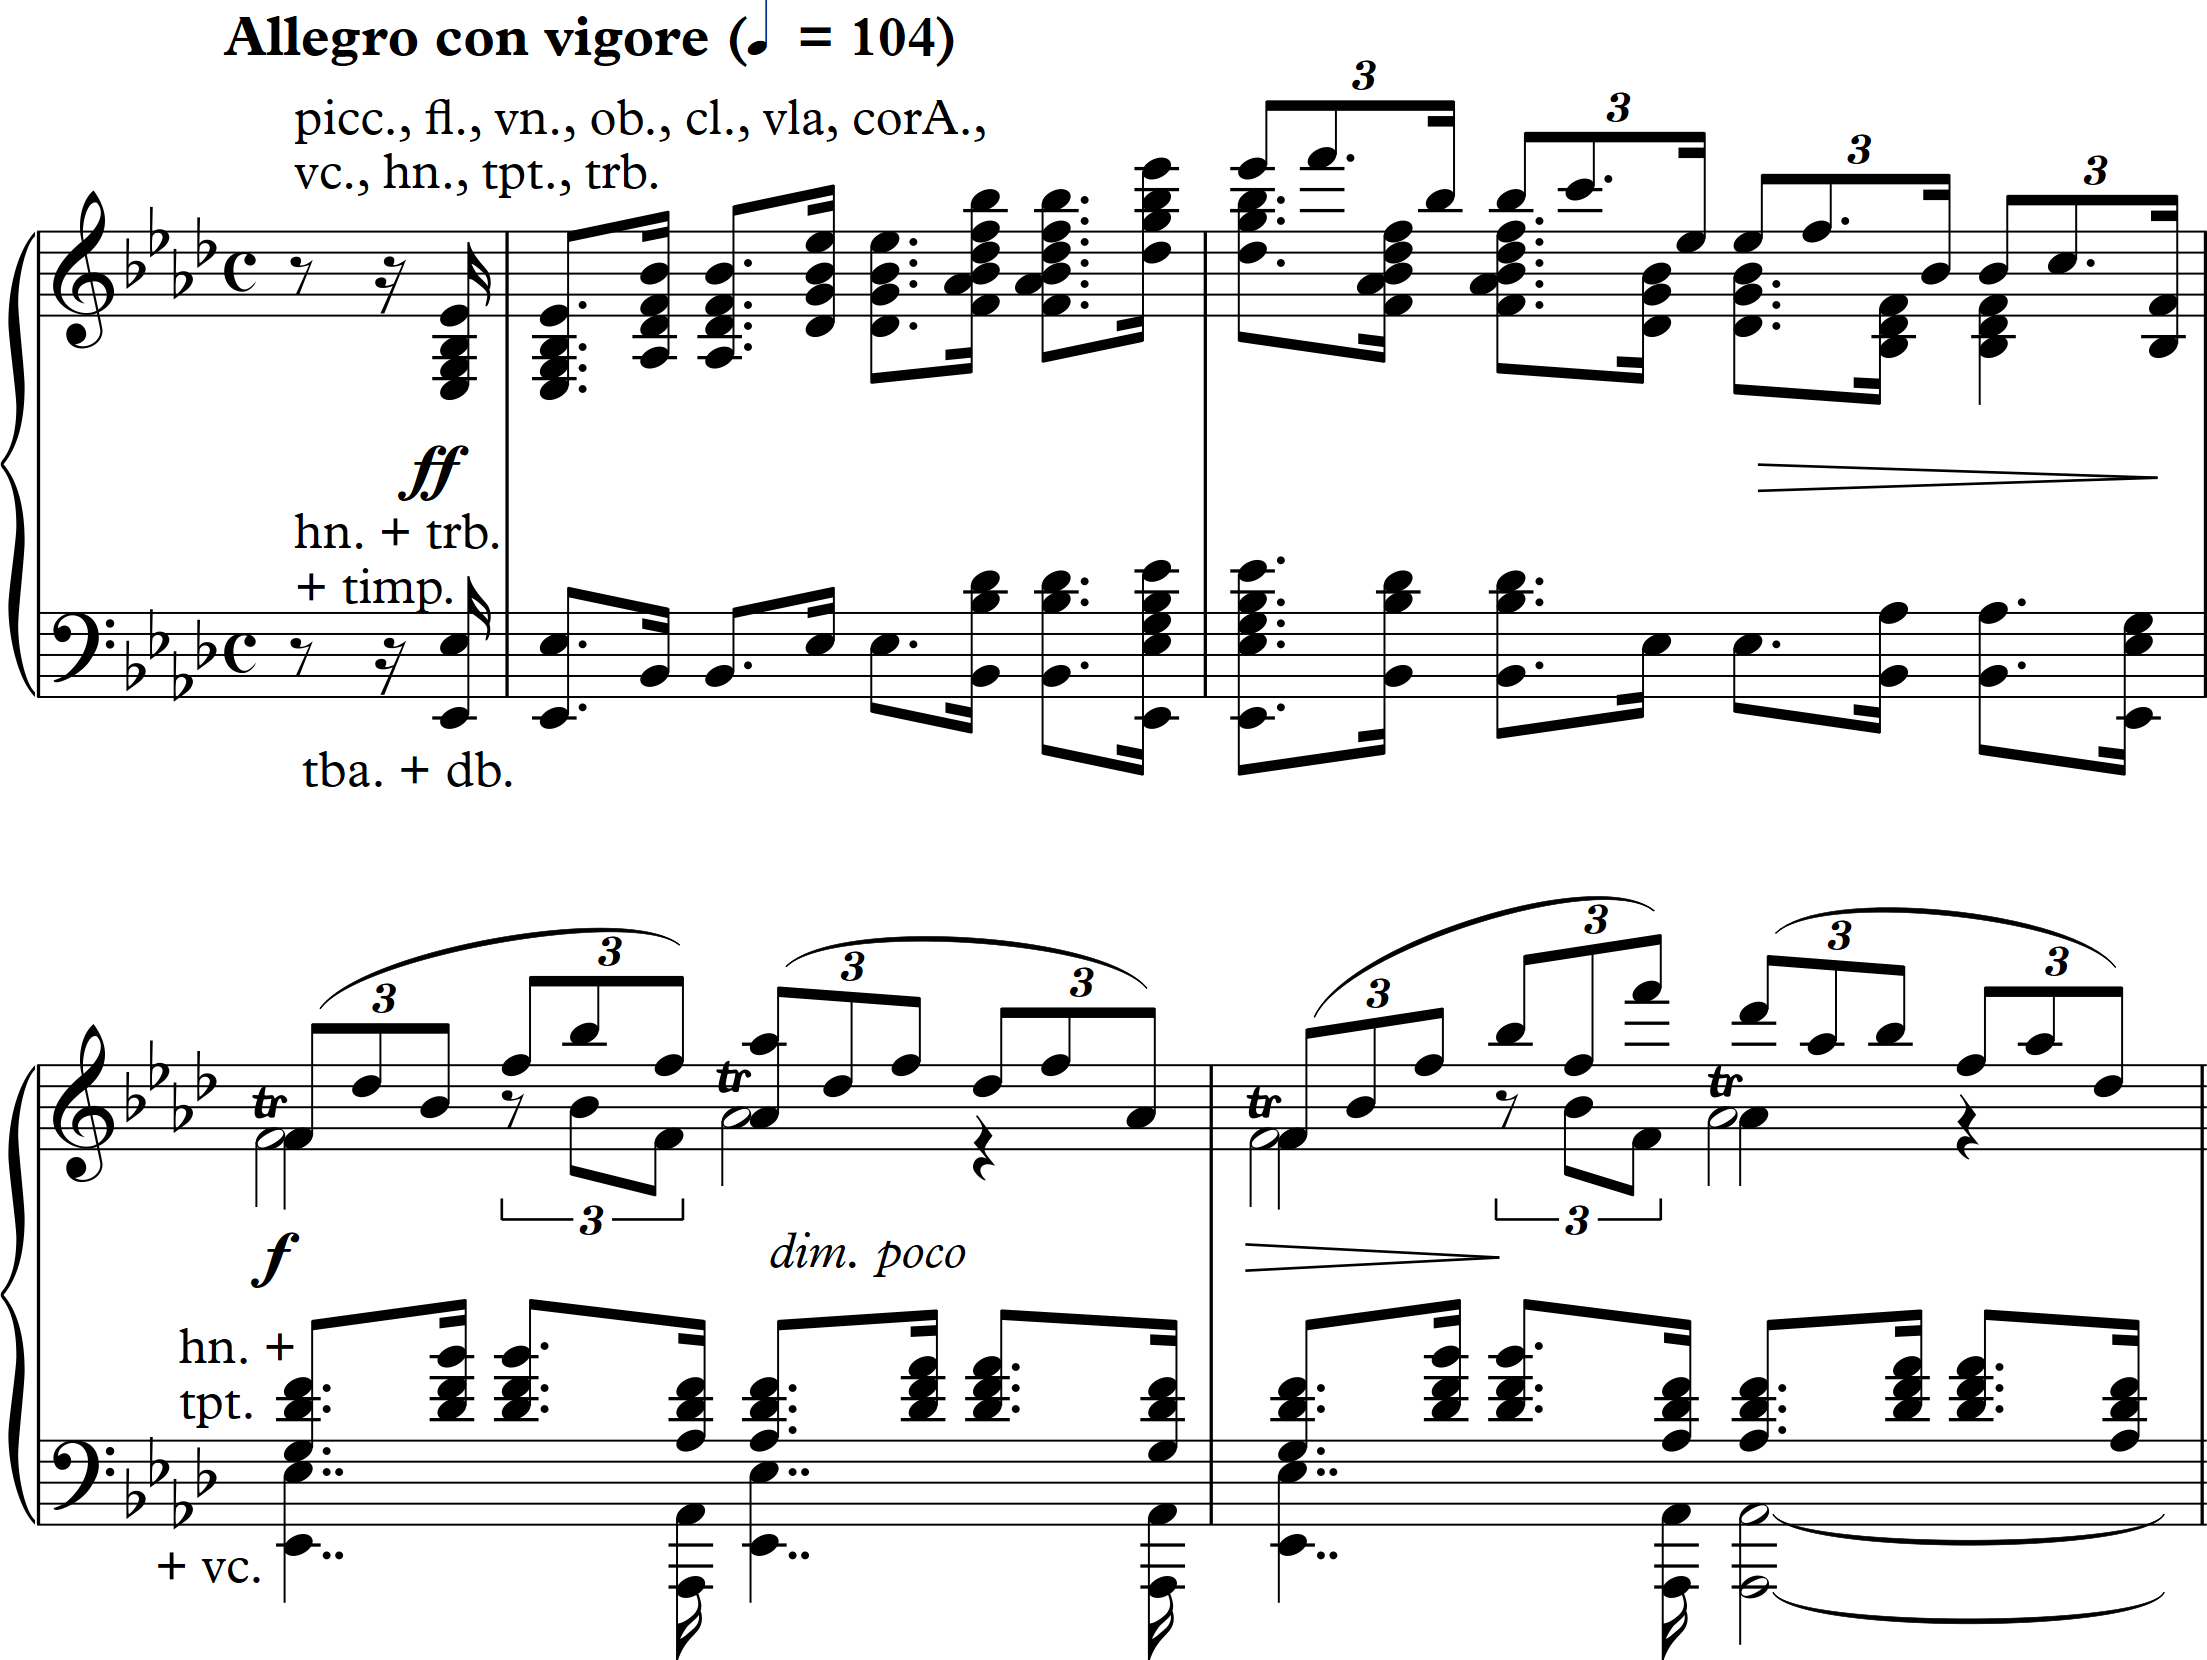 Allegro con vigore (♩ = 104)
picc., fl., vn., ob., cl., vla, corA.,
vc., hn., tpt., trb.
3 3 3 3
ff
hn. + trb.
+ timp.
tba. + db.
3 3 3 3 3 3 3 3
tr tr tr tr
3 3
f dim. poco
hn. +
tpt.
+ vc.